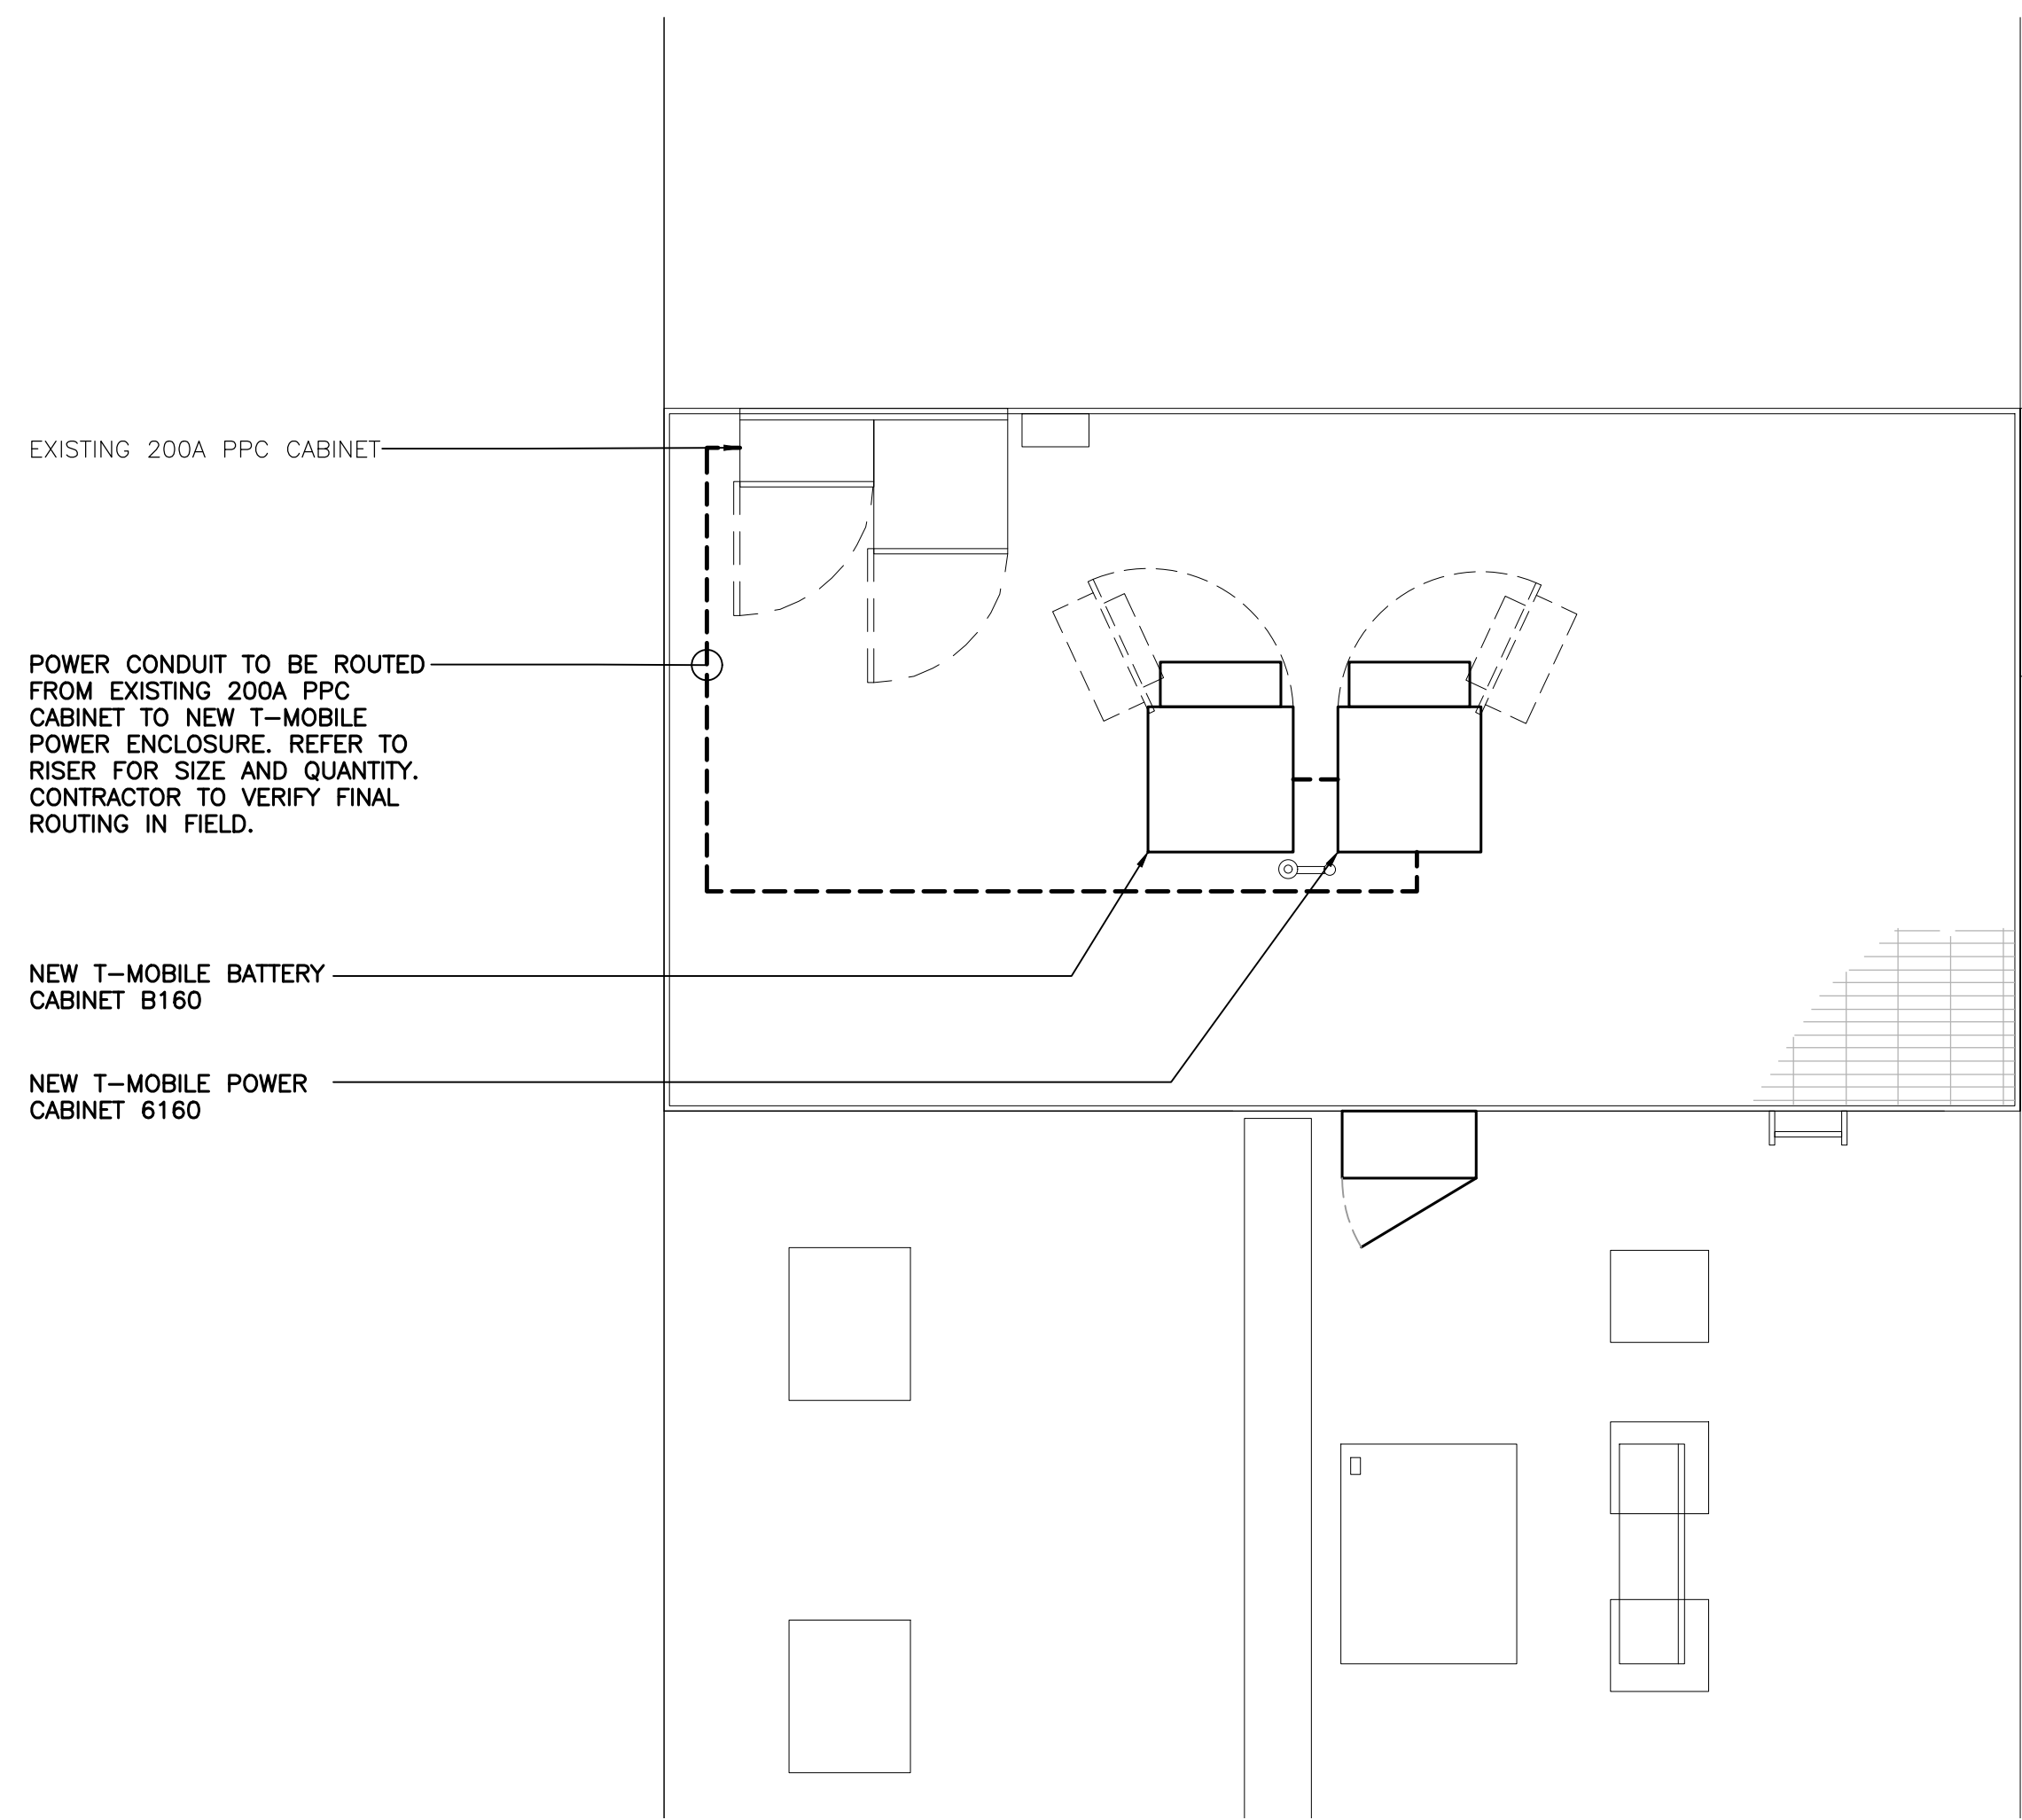 EXISTING 200A PPC CABINET
POWER CONDUIT TO BE ROUTED
FROM EXISTING 200A PPC
CABINET TO NEW T-MOBILE
POWER ENCLOSURE. REFER TO
RISER FOR SIZE AND QUANTITY.
CONTRACTOR TO VERIFY FINAL
ROUTING IN FIELD.
NEW T-MOBILE BATTERY
CABINET B160
NEW T-MOBILE POWER
CABINET 6160